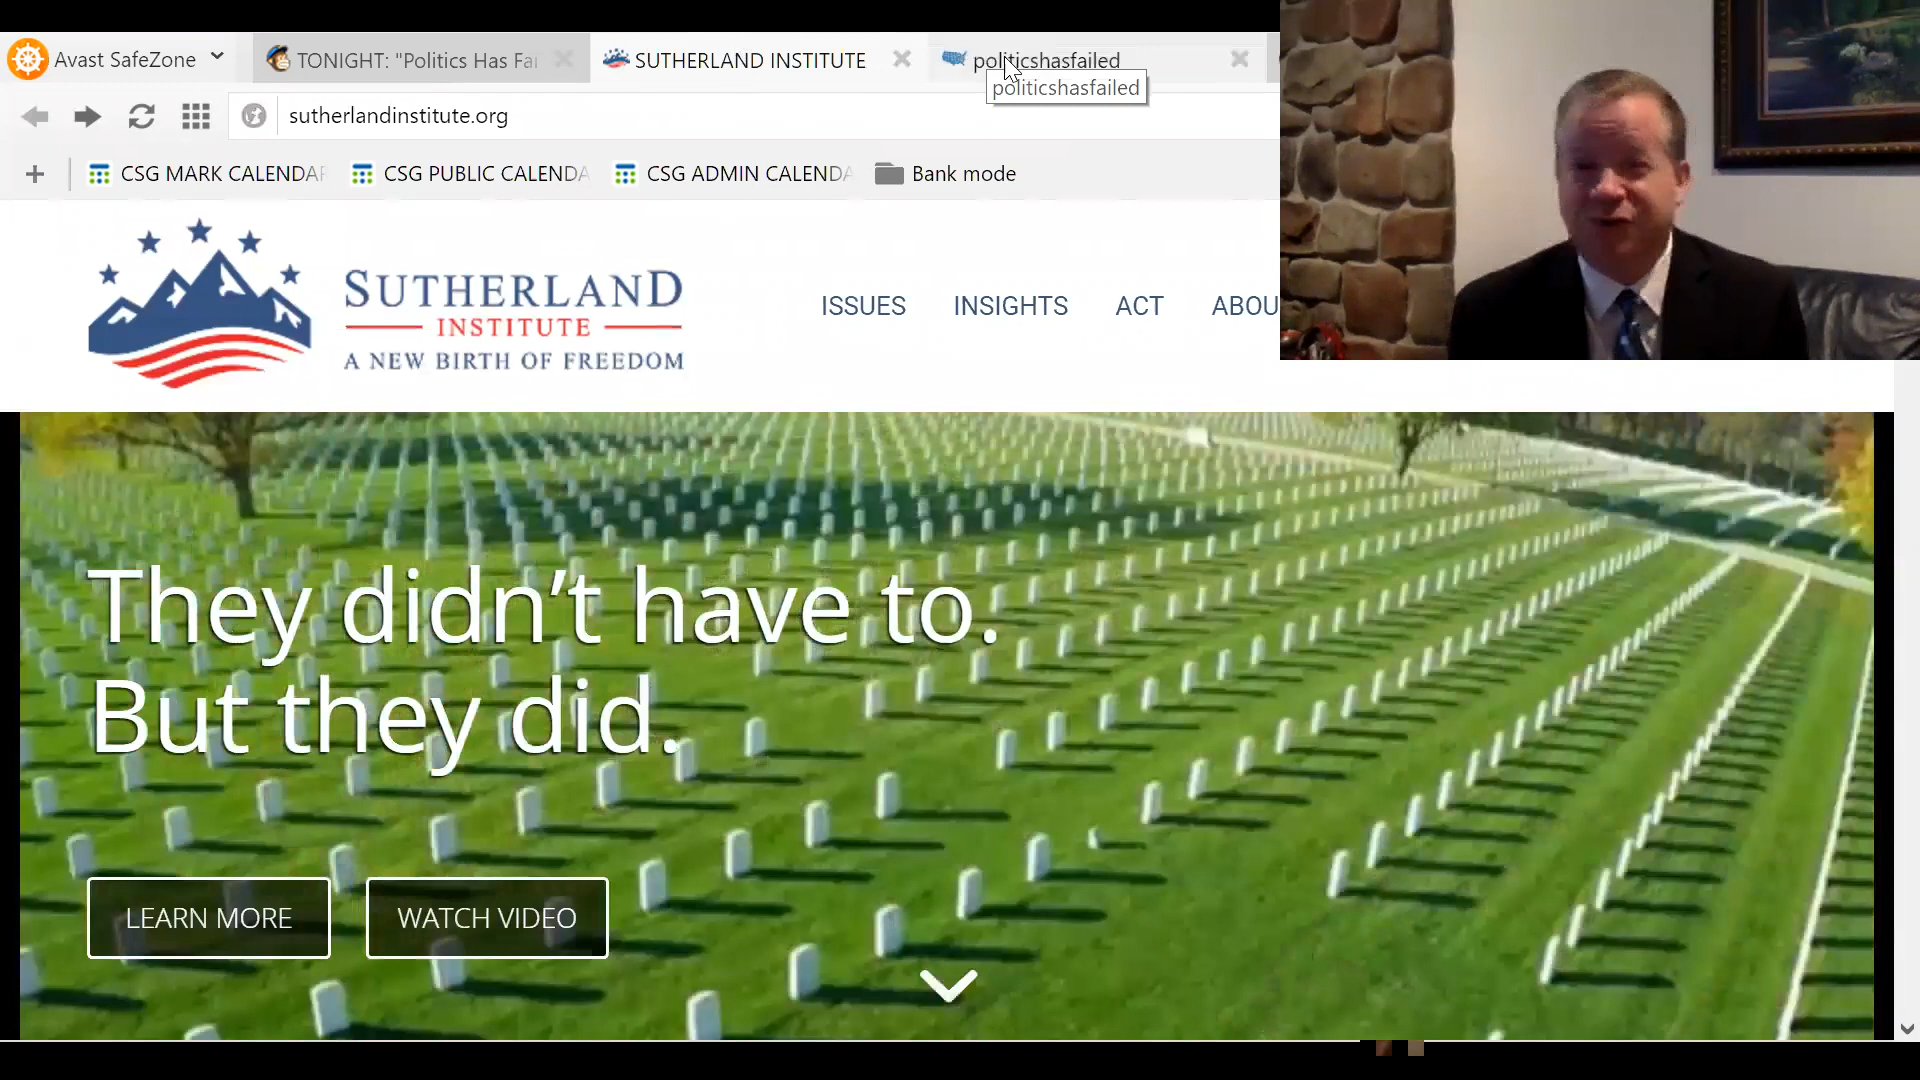 Avast SafeZone
TONIGHT: "Politics Has Fai
SUTHERLAND INSTITUTE
politicshasfailed
politicshasfailed
sutherlandinstitute.org
CSG MARK CALENDAR
CSG PUBLIC CALENDA
CSG ADMIN CALENDA
Bank mode
SUTHERLAND
INSTITUTE
A NEW BIRTH OF FREEDOM
ISSUES
INSIGHTS
ACT
ABOU
They didn’t have to.
But they did.
LEARN MORE
WATCH VIDEO